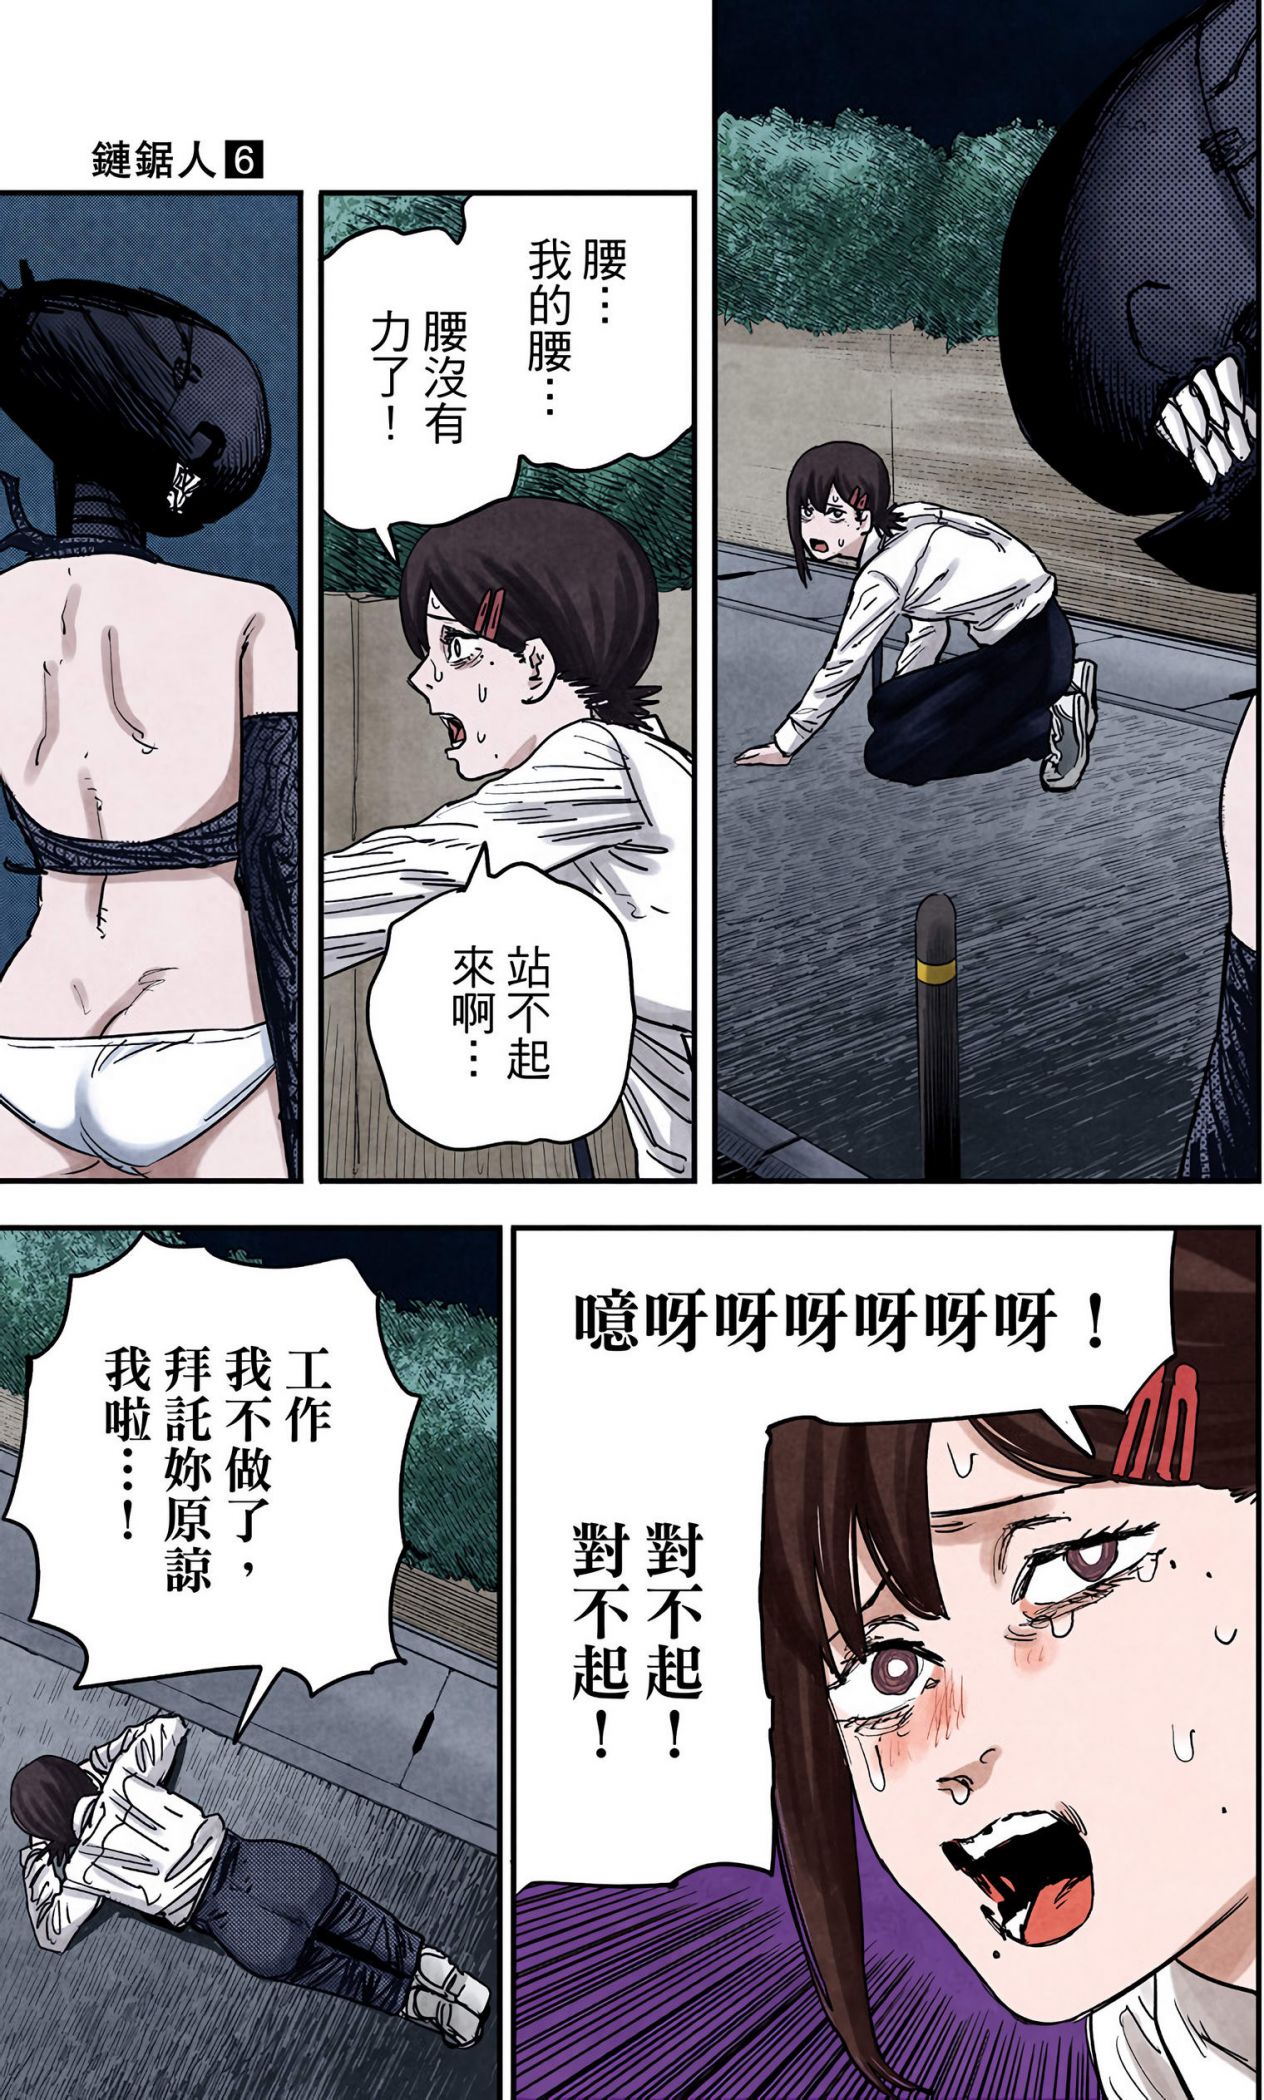 鏈鋸人6
腰…
我的腰…
腰沒有
力了！
站不起
來啊…
噫呀呀呀呀呀呀！
對不起！
對不起！
工作
我不做了，
拜託妳原諒
我啦…！